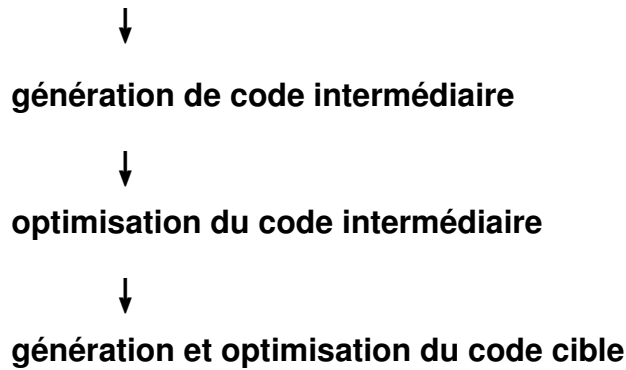 génération de code intermédiaire
optimisation du code intermédiaire
génération et optimisation du code cible